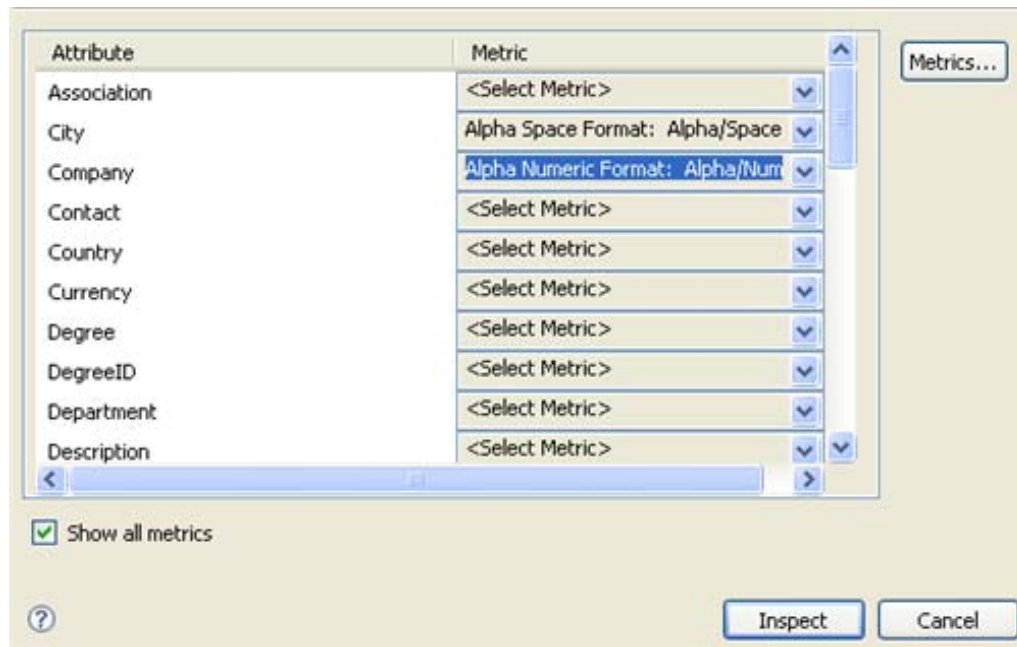 Attribute Metric
Metrics...
Association <Select Metric>
City Alpha Space Format: Alpha/Space
Company Alpha Numeric Format: Alpha/Num
Contact <Select Metric>
Country <Select Metric>
Currency <Select Metric>
Degree <Select Metric>
DegreeID <Select Metric>
Department <Select Metric>
Description <Select Metric>
Show all metrics
? Inspect Cancel